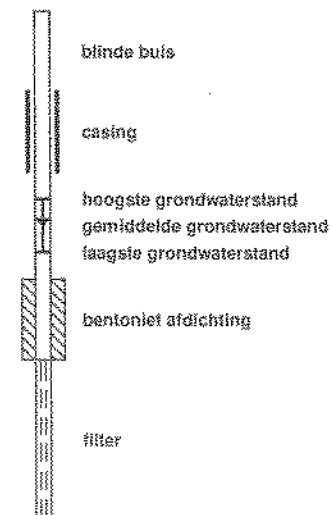 blinde buis
casing
hoogste grondwaterstand
gemiddelde grondwaterstand
laagste grondwaterstand
bentoniet afdichting
filter